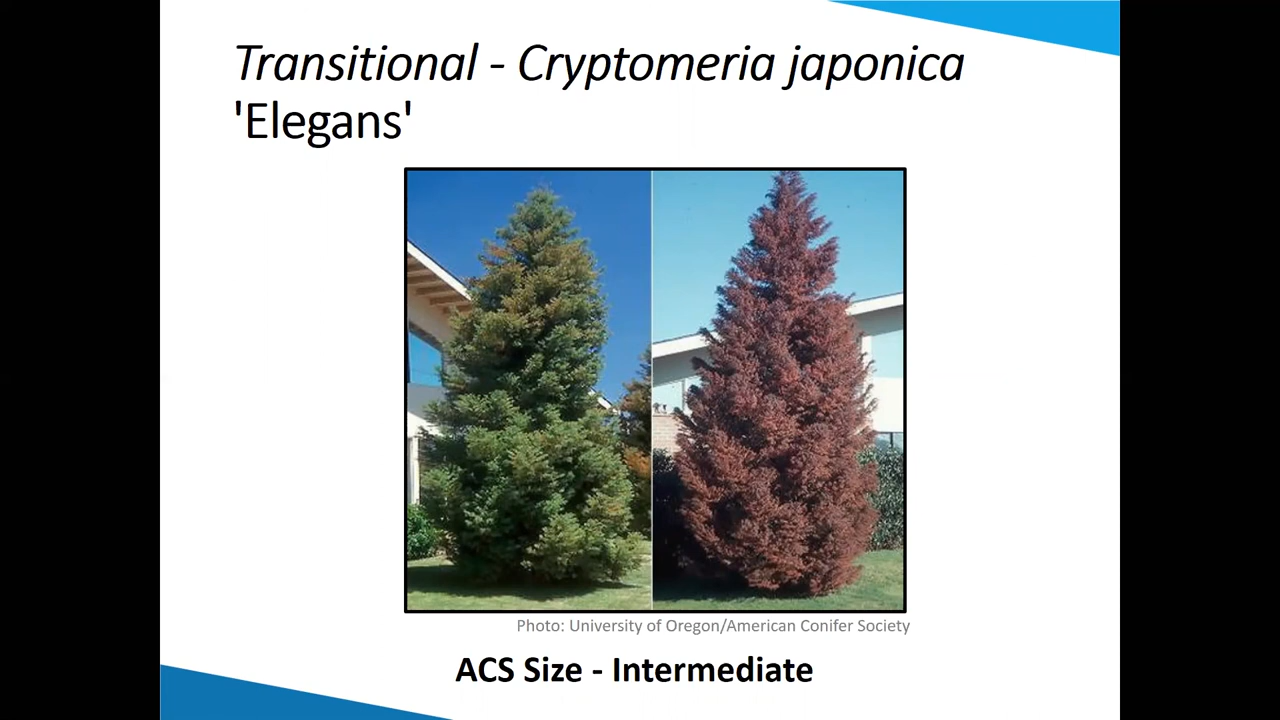 Transitional - Cryptomeria japonica
'Elegans'
Photo: University of Oregon/American Conifer Society
ACS Size - Intermediate